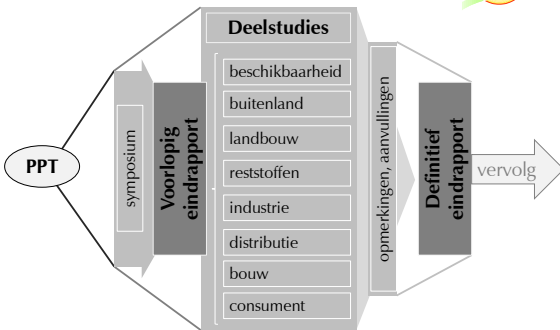 PPT
symposium
Voorlopig
eindrapport
Deelstudies
beschikbaarheid
buitenland
landbouw
reststoffen
industrie
distributie
bouw
consument
opmerkingen, aanvullingen
Definitief
eindrapport
vervolg